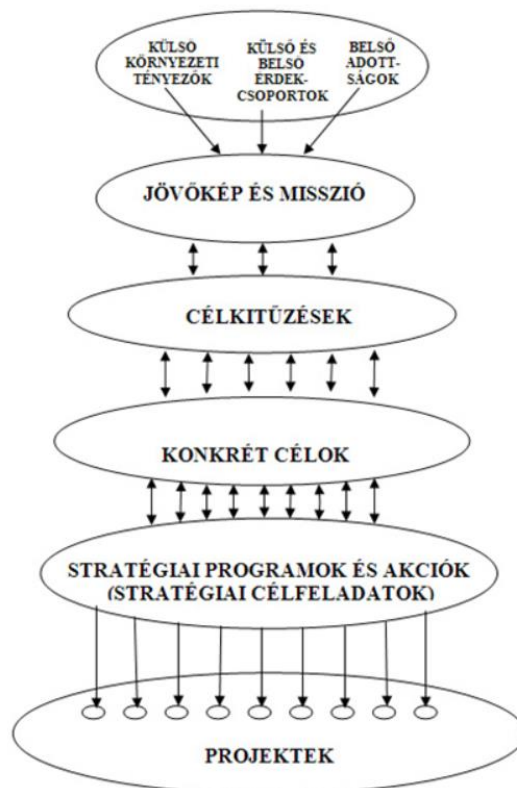 KÜLSŐ
KÖRNYEZETI
TÉNYEZŐK
KÜLSŐ ÉS
BELSŐ
ÉRDEK-
CSOPORTOK
BELSŐ
ADOTT-
SÁGOK
JÖVŐKÉP ÉS MISSZIÓ
CÉLKITŰZÉSEK
KONKRÉT CÉLOK
STRATÉGIAI PROGRAMOK ÉS AKCIÓK
(STRATÉGIAI CÉLFELADATOK)
PROJEKTEK